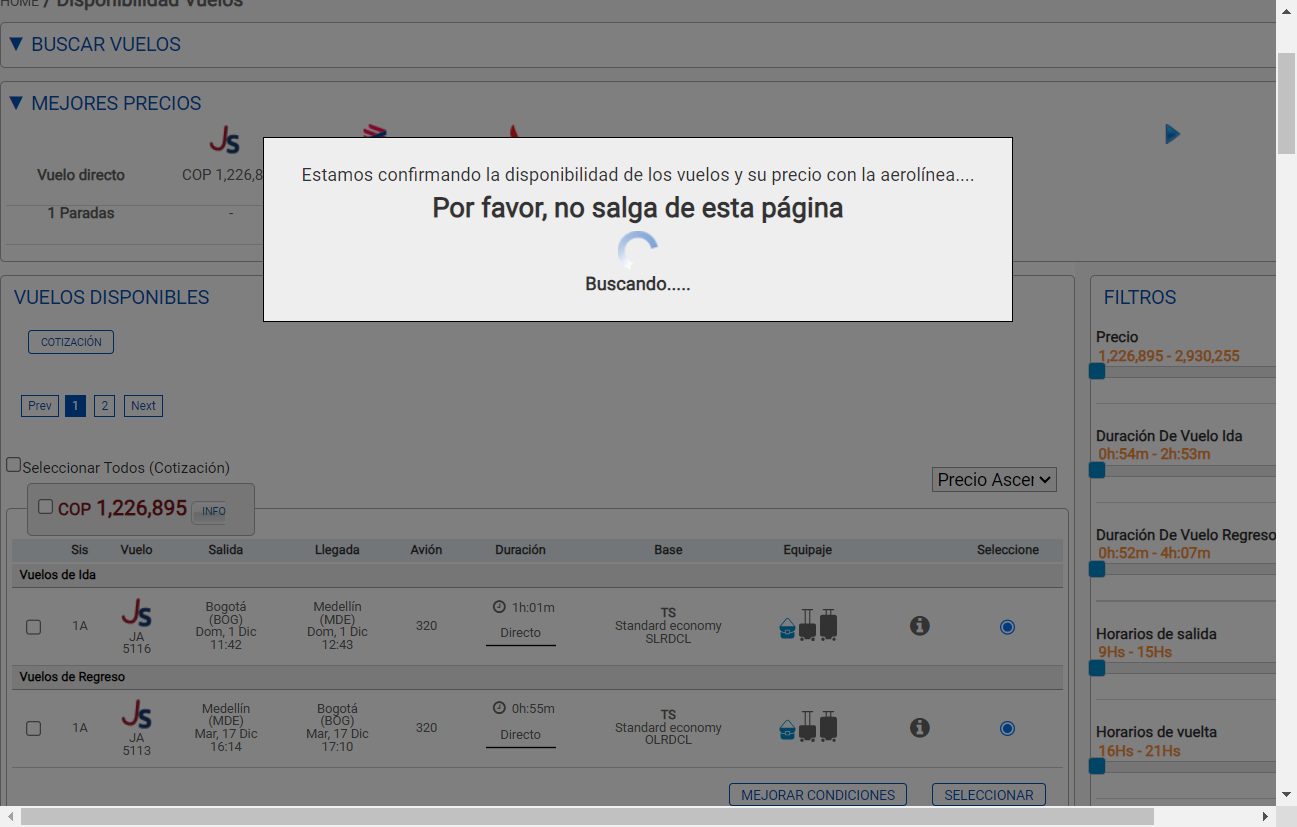 HOME / Disponibilidad Vuelos
▼ BUSCAR VUELOS
▼ MEJORES PRECIOS
JS
Vuelo directo COP 1,226,8
1 Paradas -
Estamos confirmando la disponibilidad de los vuelos y su precio con la aerolínea....
Por favor, no salga de esta página
Buscando.....
VUELOS DISPONIBLES
COTIZACIÓN
Prev 1 2 Next
Seleccionar Todos (Cotización)
Precio Ascer
COP 1,226,895 INFO
Sis Vuelo Salida Llegada Avión Duración Base Equipaje Seleccione
Vuelos de Ida
1A
JS
JA
5116
Bogotá
(BOG)
Dom, 1 Dic
11:42
Medellín
(MDE)
Dom, 1 Dic
12:43
320
1h:01m
Directo
TS
Standard economy
SLRDCL
Vuelos de Regreso
1A
JS
JA
5113
Medellín
(MDE)
Mar, 17 Dic
16:14
Bogotá
(BOG)
Mar, 17 Dic
17:10
320
0h:55m
Directo
TS
Standard economy
OLRDCL
MEJORAR CONDICIONES SELECCIONAR
FILTROS
Precio
1,226,895 - 2,930,255
Duración De Vuelo Ida
0h:54m - 2h:53m
Duración De Vuelo Regreso
0h:52m - 4h:07m
Horarios de salida
9Hs - 15Hs
Horarios de vuelta
16Hs - 21Hs